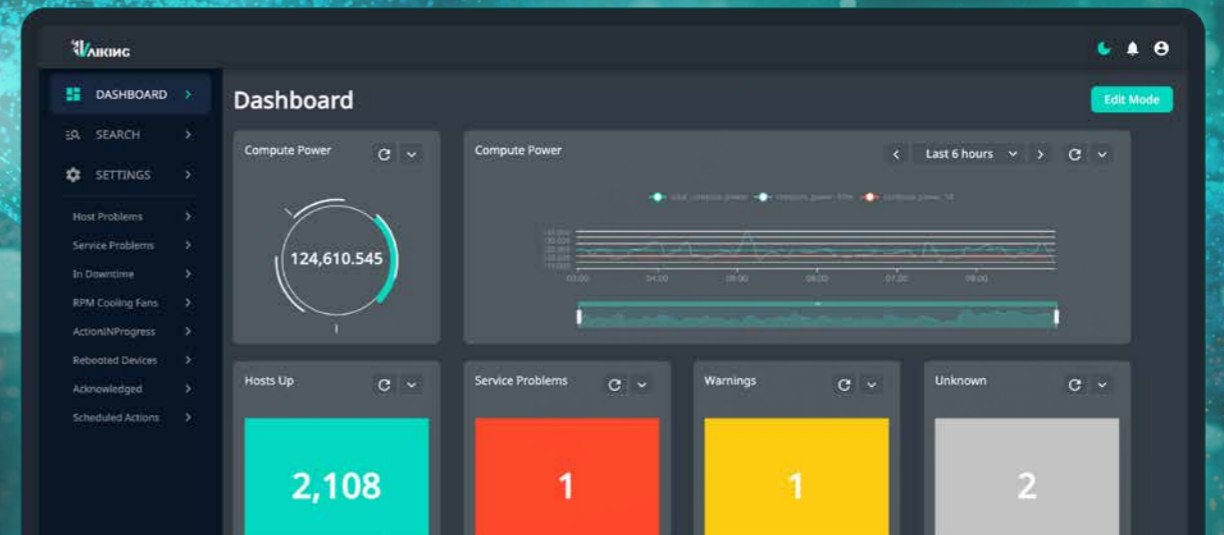 VAIKING
DASHBOARD
SEARCH
SETTINGS
Host Problems
Service Problems
In Downtime
RPM Cooling Fans
ActionINProgress
Rebooted Devices
Acknowledged
Scheduled Actions
Dashboard
Edit Mode
Compute Power
124,610.545
Compute Power
Last 6 hours
03:00 04:00 05:00 06:00 07:00 08:00
Hosts Up
2,108
Service Problems
1
Warnings
1
Unknown
2